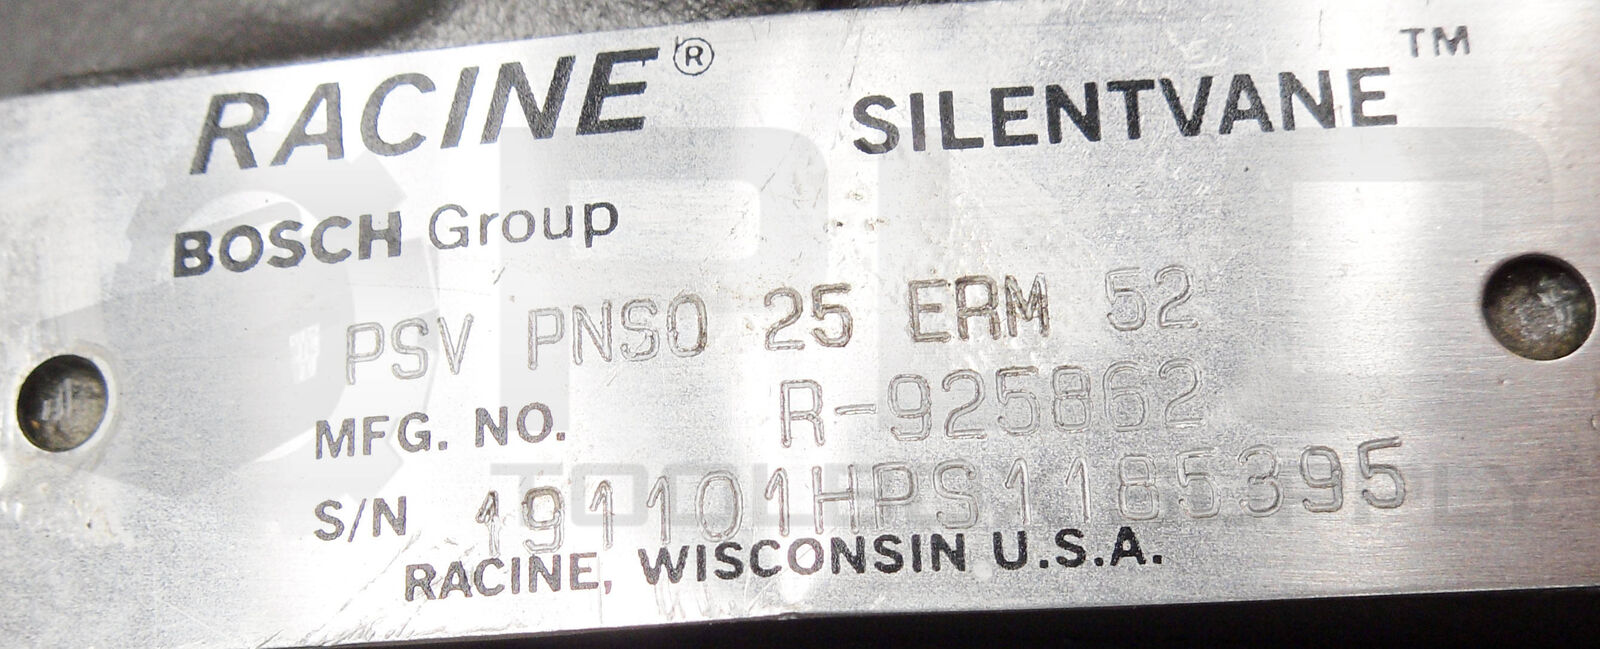 RACINE® SILENTVANE™
BOSCH Group
PSV PNSO 25 ERM 52
MFG. NO. R-925862
S/N 191101HPS1185395
RACINE, WISCONSIN U.S.A.